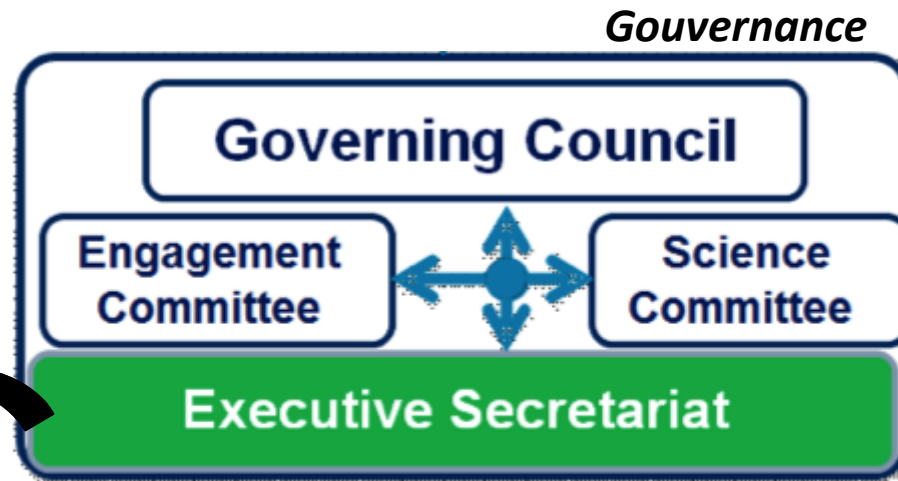 Gouvernance
Governing Council
Engagement
Committee
Science
Committee
Executive Secretariat